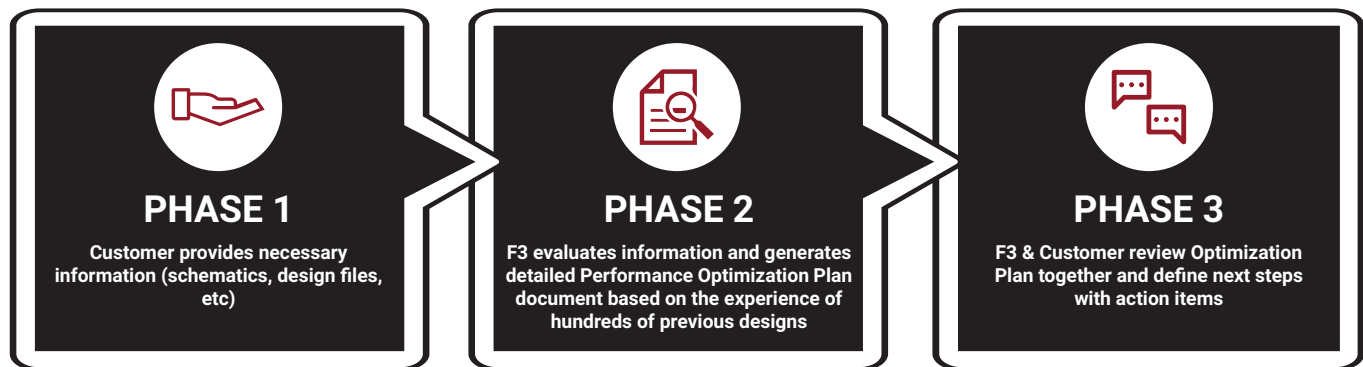 PHASE 1
Customer provides necessary
information (schematics, design files,
etc)
PHASE 2
F3 evaluates information and generates
detailed Performance Optimization Plan
document based on the experience of
hundreds of previous designs
PHASE 3
F3 & Customer review Optimization
Plan together and define next steps
with action items